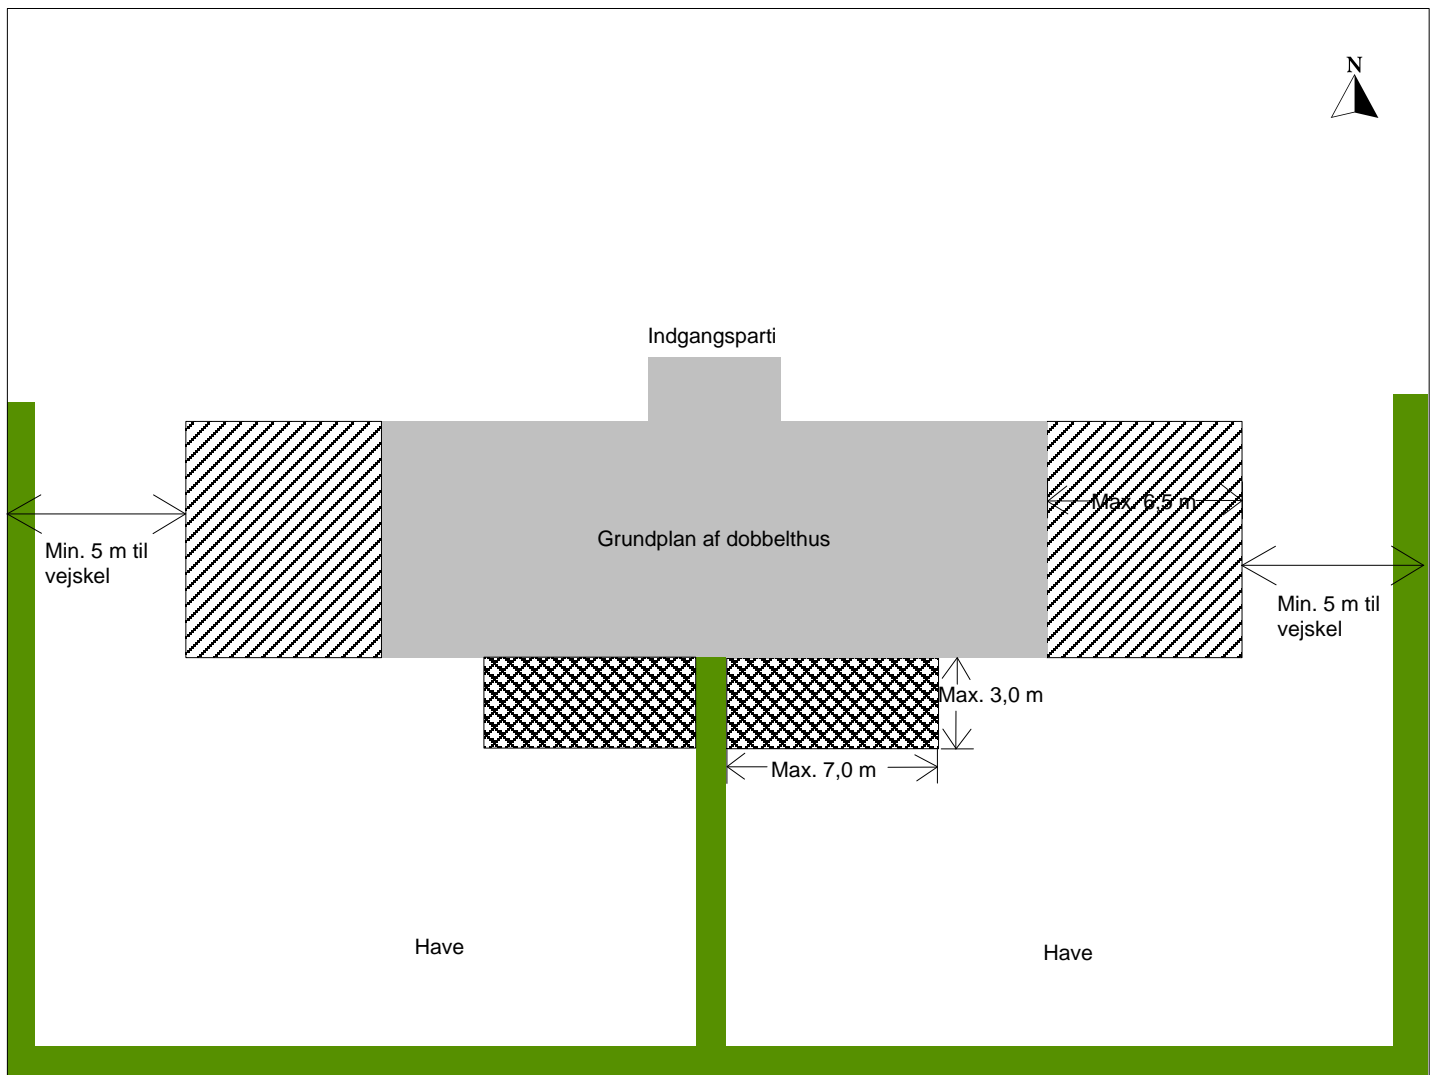 N
Indgangsparti
Max. 6,5 m
Grundplan af dobbelthus
Min. 5 m til
vejskel
Min. 5 m til
vejskel
Max. 3,0 m
Max. 7,0 m
Have
Have